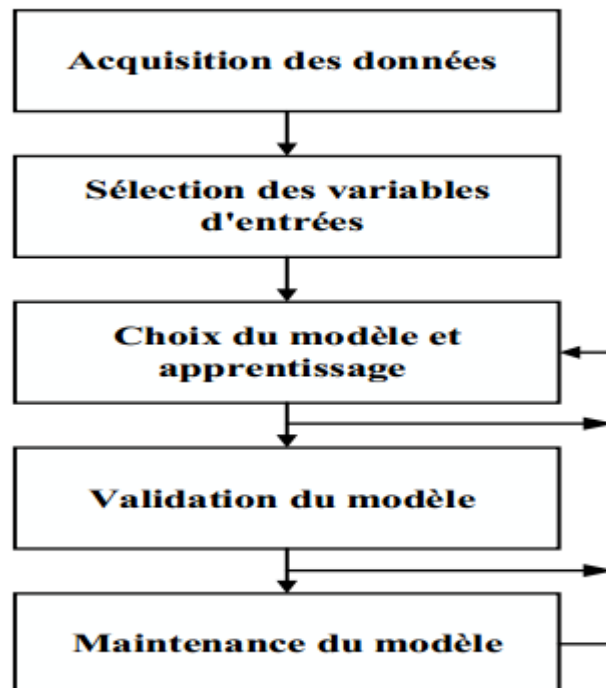 Acquisition des données
Sélection des variables
d'entrées
Choix du modèle et
apprentissage
Validation du modèle
Maintenance du modèle